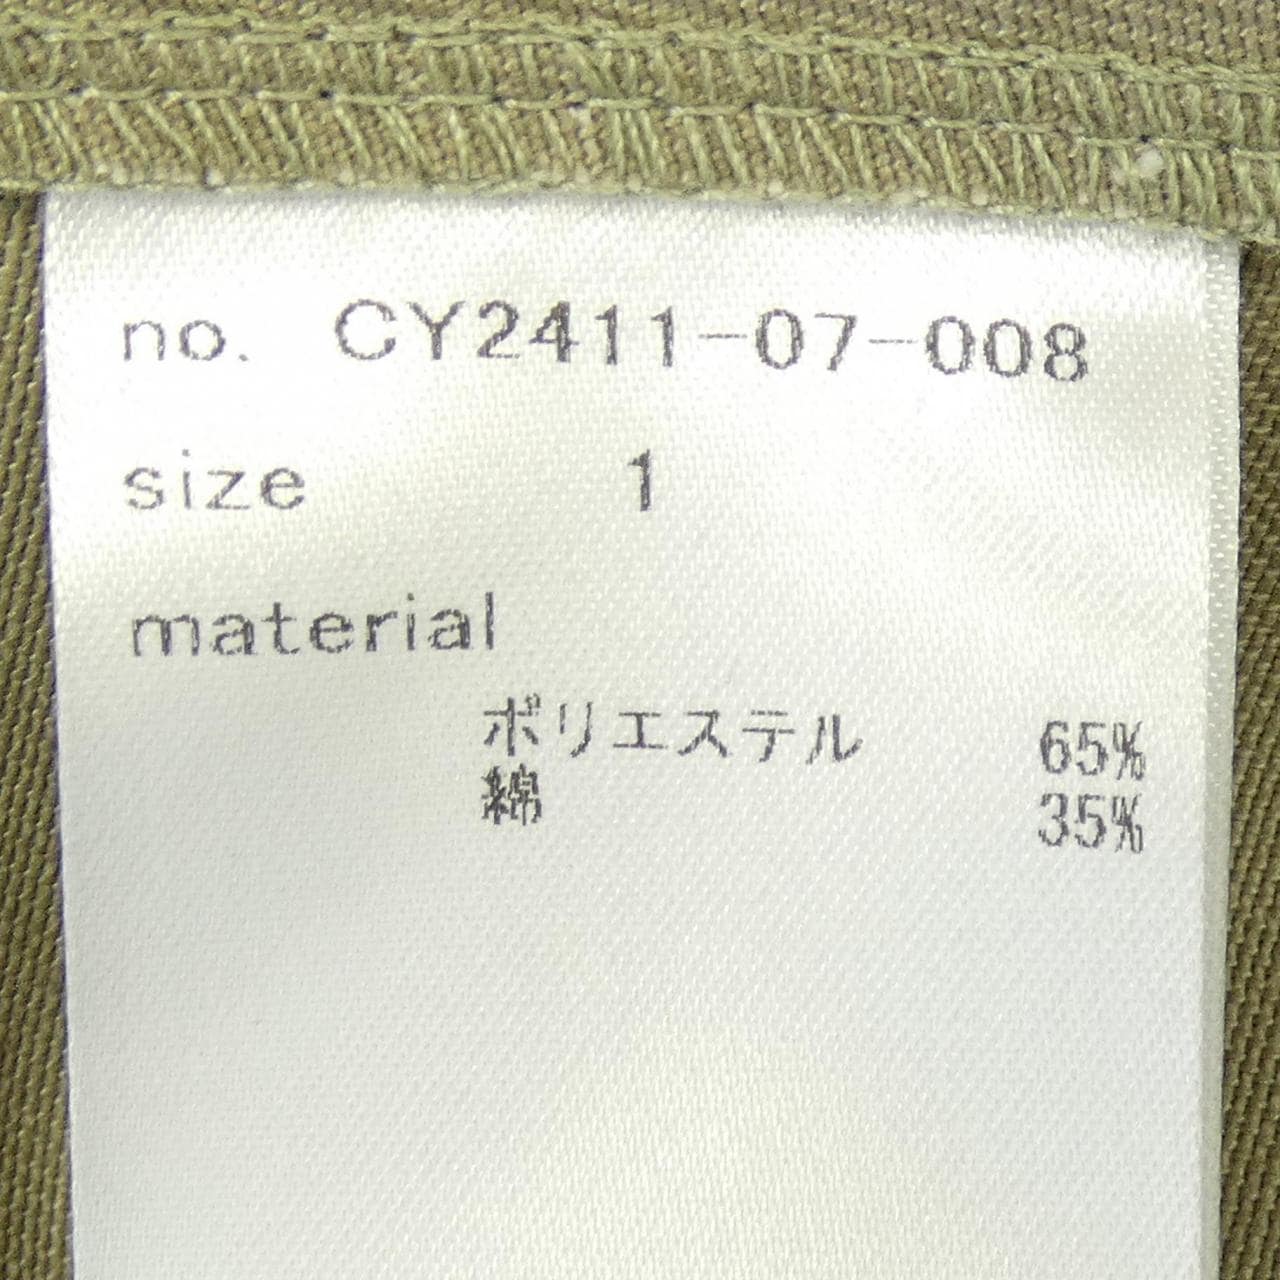 no. CY2411-07-008
size 1
material
ポリエステル 65%
綿 35%